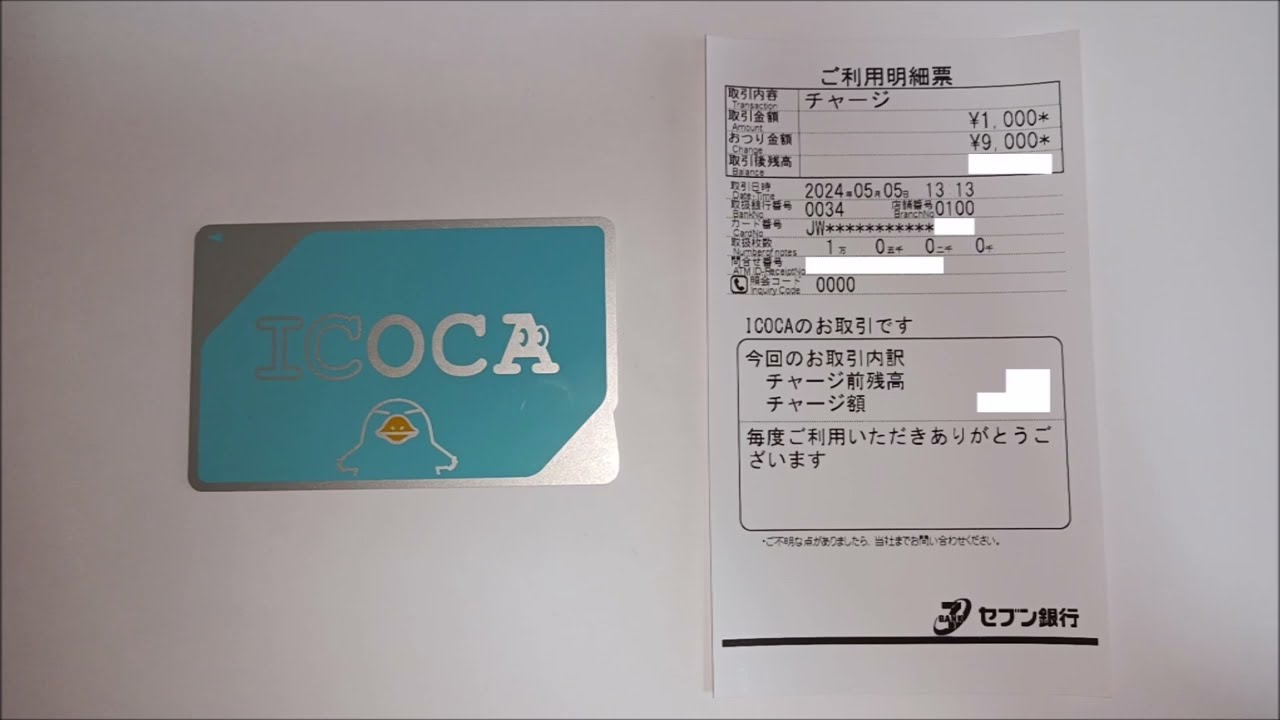 ICOCA
ご利用明細票
取引内容 チャージ
Transaction
取引金額 ¥1,000*
Amount
おつり金額 ¥9,000*
Change
取引後残高
Balance
取引日時 2024年05月05日 13 13
Date:Time
取扱銀行番号 0034 店舗番号 0100
BankNo BranchNo
カード番号 JW***********
CardNo
取扱枚数 1万 0五千 0二千 0千
Number of notes
問合せ番号
ATM ID-ReceiptNo
照会コード 0000
Inquiry Code
ICOCAのお取引です
今回のお取引内訳
チャージ前残高
チャージ額
毎度ご利用いただきありがとうご
ざいます
・ご不明な点がありましたら、当社までお問い合わせください。
7 BANK セブン銀行